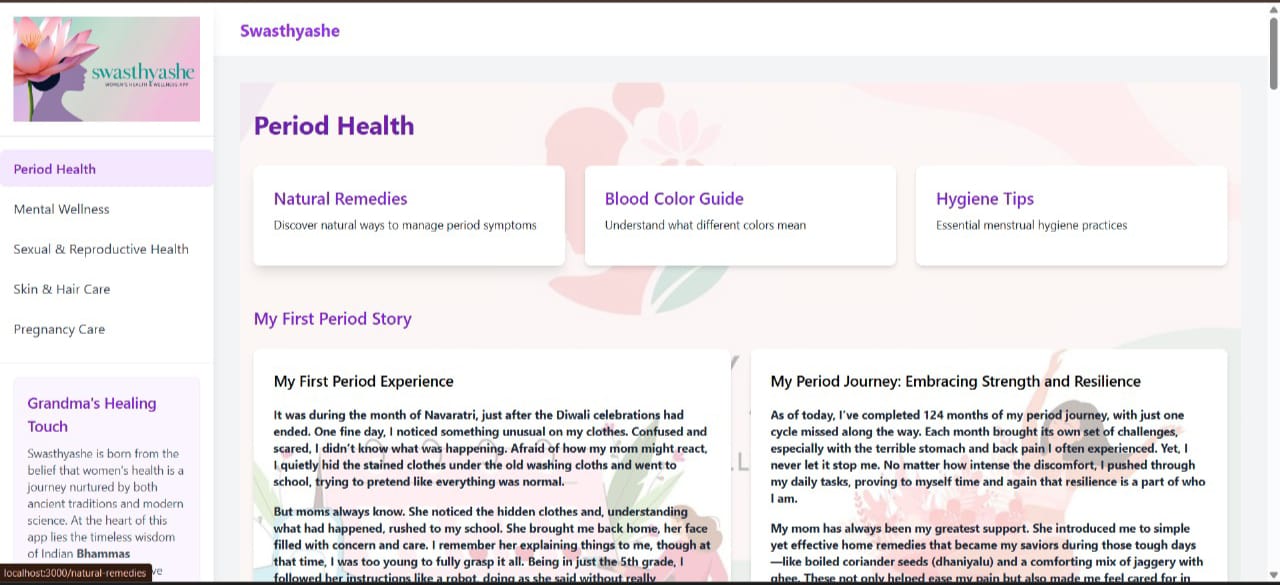 swasthyashe
WOMEN'S HEALTH & WELLNESS APP
Period Health
Mental Wellness
Sexual & Reproductive Health
Skin & Hair Care
Pregnancy Care
Grandma's Healing
Touch
Swasthyashe is born from the
belief that women's health is a
journey nurtured by both
ancient traditions and modern
science. At the heart of this
app lies the timeless wisdom
of Indian Bhammas
localhost:3000/natural-remedies
Swasthyashe
Period Health
Natural Remedies
Discover natural ways to manage period symptoms
Blood Color Guide
Understand what different colors mean
Hygiene Tips
Essential menstrual hygiene practices
My First Period Story
My First Period Experience
It was during the month of Navaratri, just after the Diwali celebrations had
ended. One fine day, I noticed something unusual on my clothes. Confused and
scared, I didn't know what was happening. Afraid of how my mom might react,
I quietly hid the stained clothes under the old washing cloths and went to
school, trying to pretend like everything was normal.
But moms always know. She noticed the hidden clothes and, understanding
what had happened, rushed to my school. She brought me back home, her face
filled with concern and care. I remember her explaining things to me, though at
that time, I was too young to fully grasp it all. Being in just the 5th grade, I
followed her instructions like a robot, doing as she said without really
My Period Journey: Embracing Strength and Resilience
As of today, I've completed 124 months of my period journey, with just one
cycle missed along the way. Each month brought its own set of challenges,
especially with the terrible stomach and back pain I often experienced. Yet, I
never let it stop me. No matter how intense the discomfort, I pushed through
my daily tasks, proving to myself time and again that resilience is a part of who
I am.
My mom has always been my greatest support. She introduced me to simple
yet effective home remedies that became my saviors during those tough days
—like boiled coriander seeds (dhaniyalu) and a comforting mix of jaggery with
ghee. These not only helped ease my pain but also made me feel cared for in